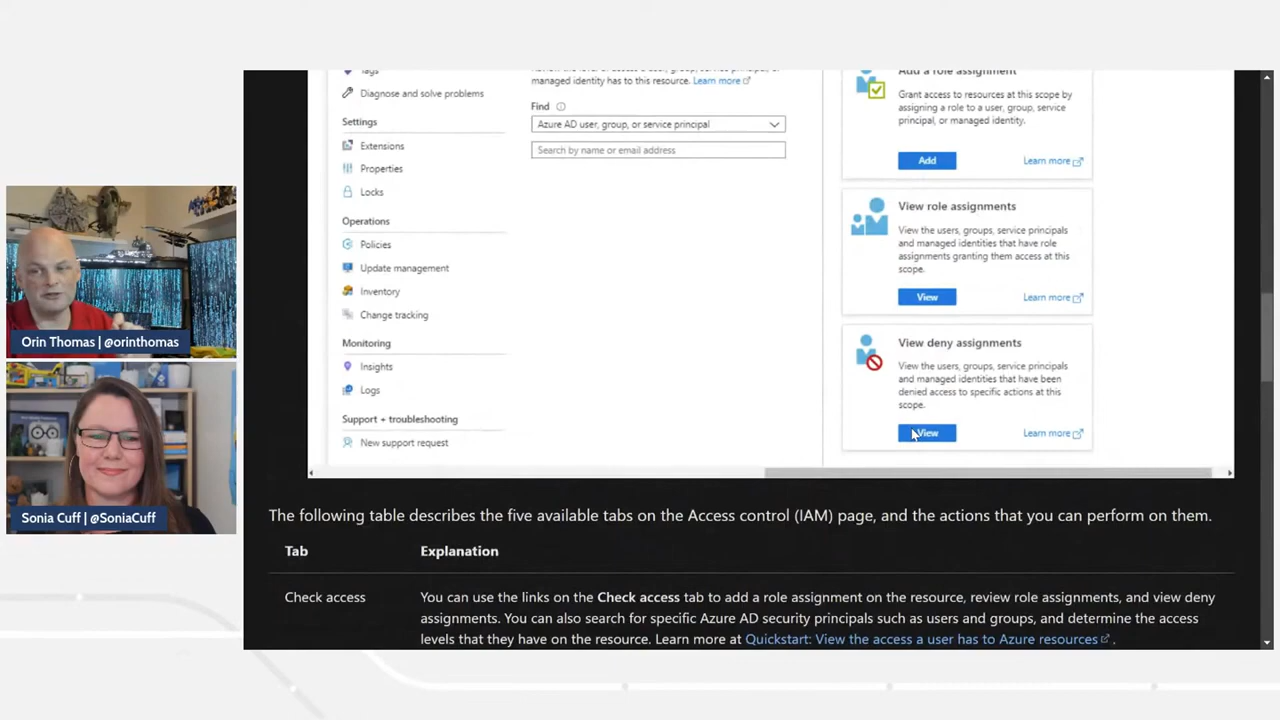 Tags
Diagnose and solve problems
Settings
Extensions
Properties
Locks
Operations
Policies
Update management
Inventory
Change tracking
Monitoring
Insights
Logs
Support + troubleshooting
New support request
managed identity has to this resource. Learn more
Find
Azure AD user, group, or service principal
Search by name or email address
Add a role assignment
Grant access to resources at this scope by
assigning a role to a user, group, service
principal, or managed identity.
Add
Learn more
View role assignments
View the users, groups, service principals
and managed identities that have role
assignments granting them access at this
scope.
View
Learn more
View deny assignments
View the users, groups, service principals
and managed identities that have been
denied access to specific actions at this
scope.
View
Learn more
Orin Thomas | @orinthomas
Sonia Cuff | @SoniaCuff
The following table describes the five available tabs on the Access control (IAM) page, and the actions that you can perform on them.
Tab Explanation
Check access You can use the links on the Check access tab to add a role assignment on the resource, review role assignments, and view deny
assignments. You can also search for specific Azure AD security principals such as users and groups, and determine the access
levels that they have on the resource. Learn more at Quickstart: View the access a user has to Azure resources .